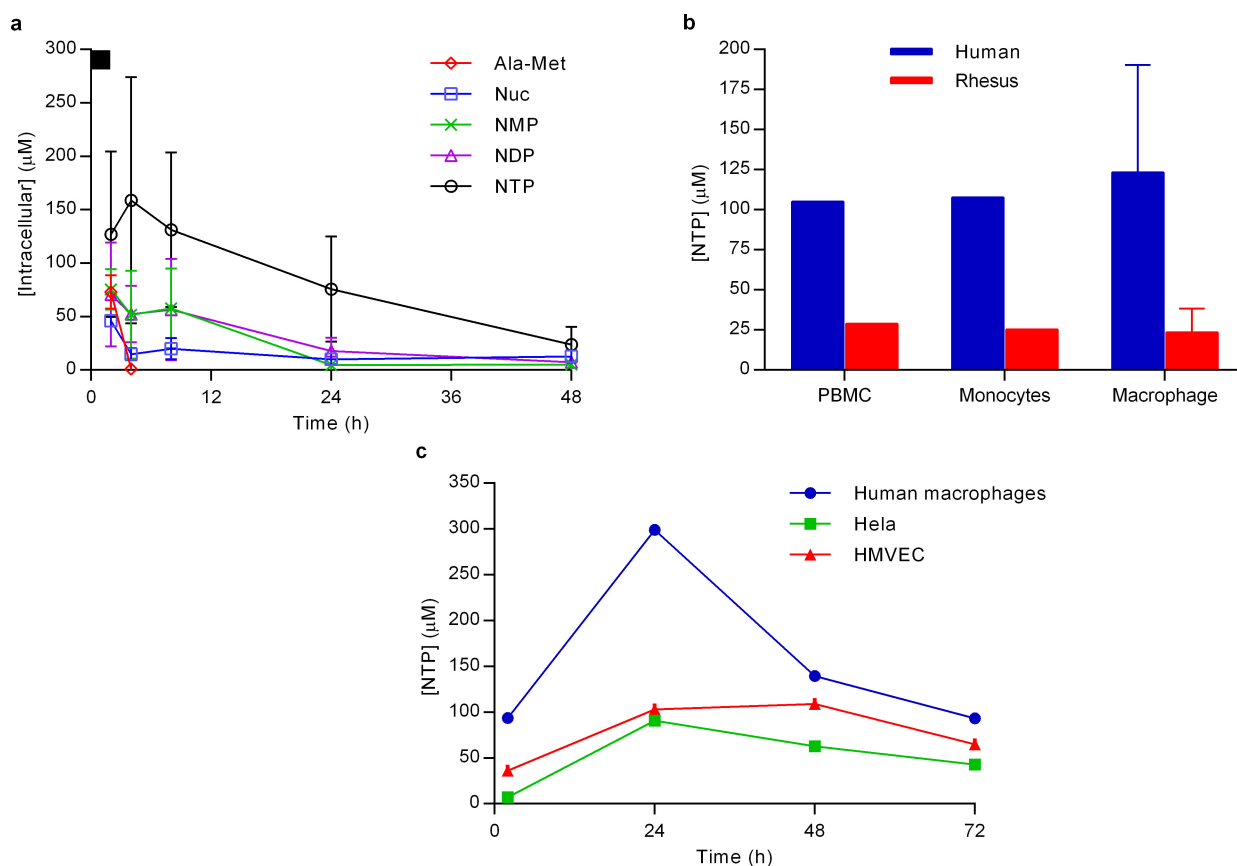 a
300
250
200
150
100
50
0
[Intracellular] (μM)
0 12 24 36 48
Time (h)
Ala-Met
Nuc
NMP
NDP
NTP
b
200
175
150
125
100
75
50
25
0
[NTP] (μM)
Human
Rhesus
PBMC Monocytes Macrophage
c
350
300
250
200
150
100
50
0
[NTP] (μM)
0 24 48 72
Time (h)
Human macrophages
Hela
HMVEC